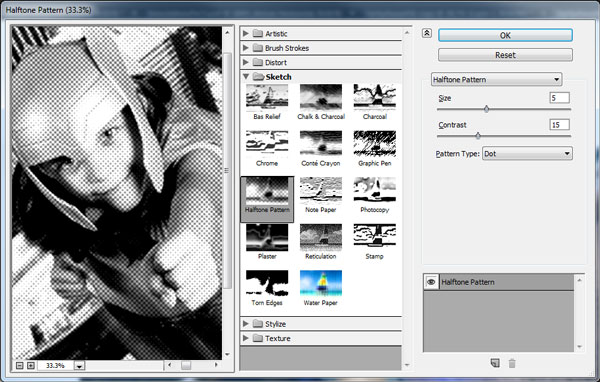 Halftone Pattern (33.3%)
Artistic
Brush Strokes
Distort
Sketch
Bas Relief
Chalk & Charcoal
Charcoal
Chrome
Conté Crayon
Graphic Pen
Halftone Pattern
Note Paper
Photocopy
Plaster
Reticulation
Stamp
Torn Edges
Water Paper
Stylize
Texture
33.3%
OK
Reset
Halftone Pattern
Size 5
Contrast 15
Pattern Type: Dot
Halftone Pattern